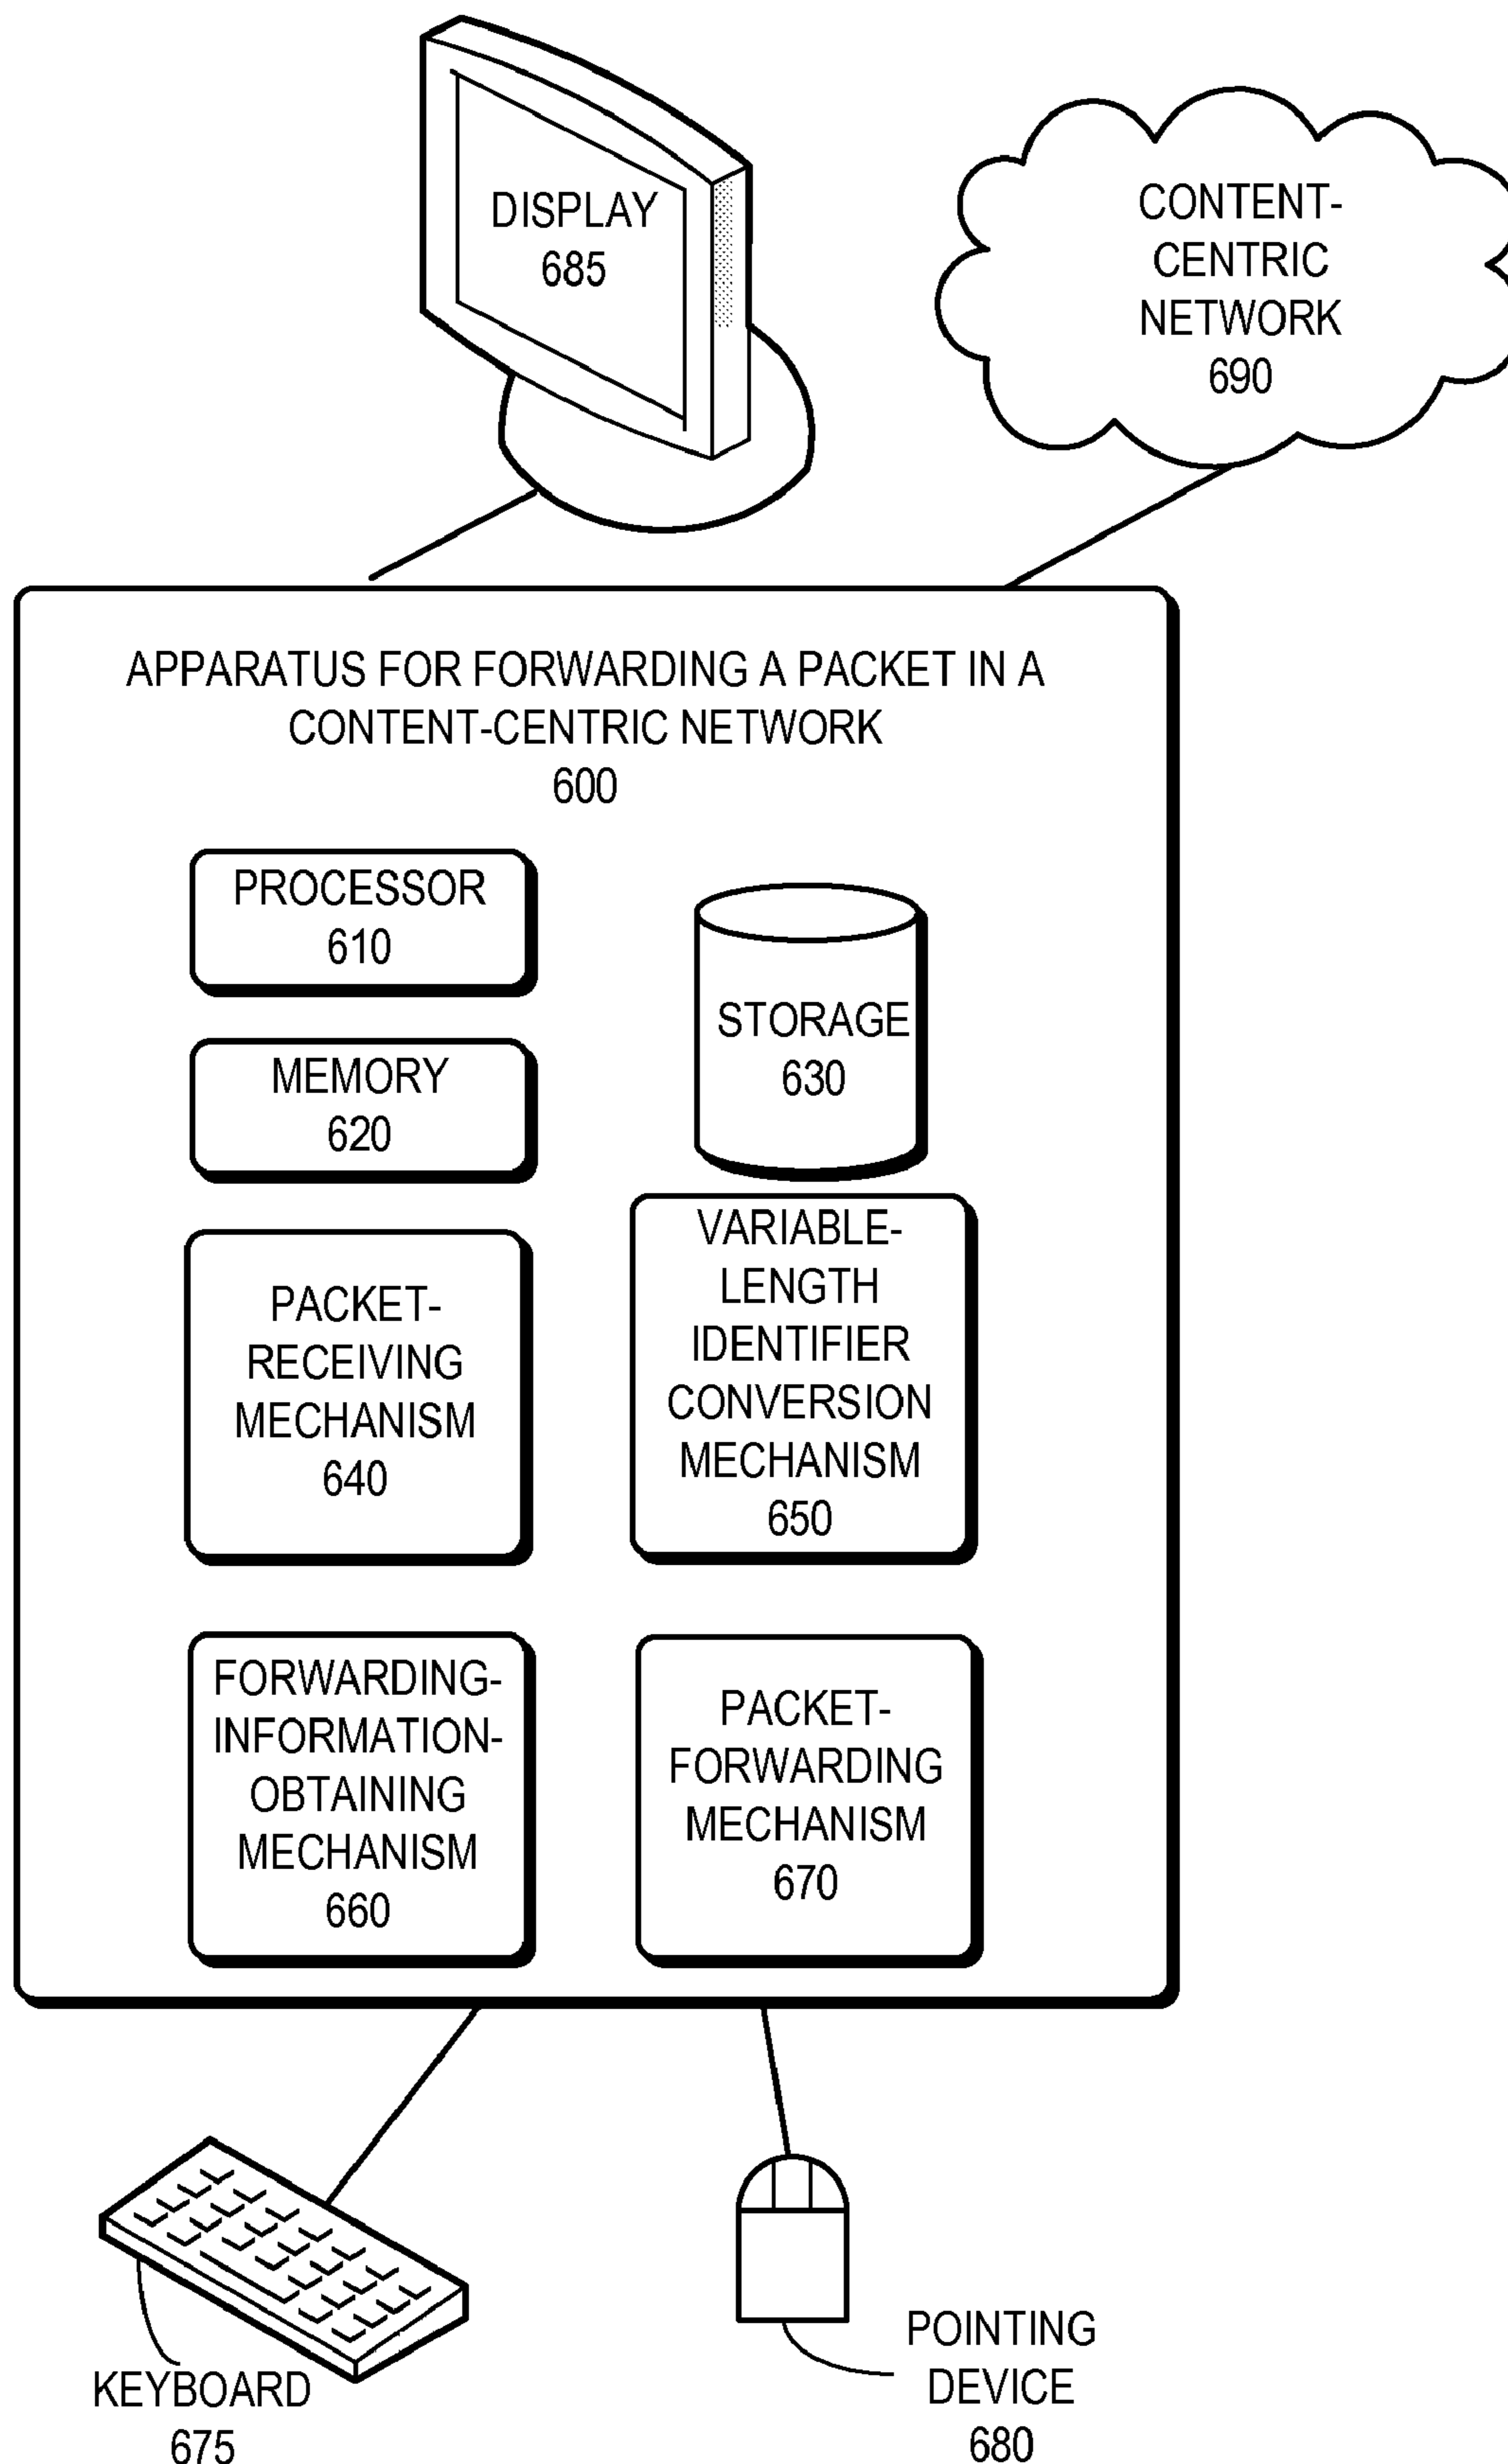 DISPLAY
685
CONTENT-
CENTRIC
NETWORK
690
APPARATUS FOR FORWARDING A PACKET IN A
CONTENT-CENTRIC NETWORK
600
PROCESSOR
610
STORAGE
630
MEMORY
620
PACKET-
RECEIVING
MECHANISM
640
VARIABLE-
LENGTH
IDENTIFIER
CONVERSION
MECHANISM
650
FORWARDING-
INFORMATION-
OBTAINING
MECHANISM
660
PACKET-
FORWARDING
MECHANISM
670
KEYBOARD
675
POINTING
DEVICE
680